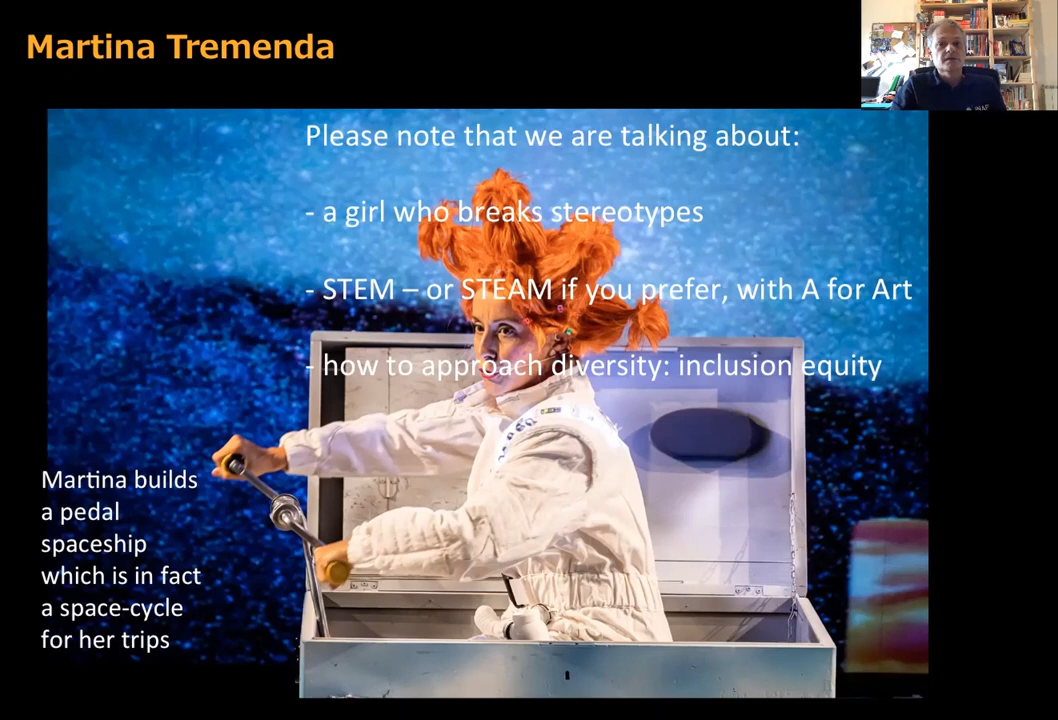 Martina Tremenda
Please note that we are talking about:
- a girl who breaks stereotypes
- STEM – or STEAM if you prefer, with A for Art
- how to approach diversity: inclusion equity
Martina builds
a pedal
spaceship
which is in fact
a space-cycle
for her trips